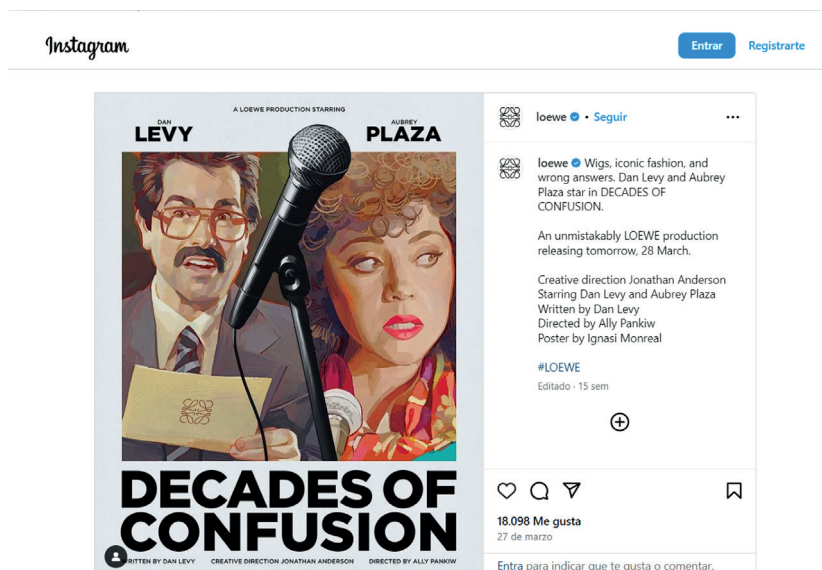 Instagram
Entrar
Registrarte
A LOEWE PRODUCTION STARRING
DAN
LEVY
AUBREY
PLAZA
DECADES OF
CONFUSION
WRITTEN BY DAN LEVY CREATIVE DIRECTION JONATHAN ANDERSON DIRECTED BY ALLY PANKIW
loewe • Seguir
loewe Wigs, iconic fashion, and
wrong answers. Dan Levy and Aubrey
Plaza star in DECADES OF
CONFUSION.
An unmistakably LOEWE production
releasing tomorrow, 28 March.
Creative direction Jonathan Anderson
Starring Dan Levy and Aubrey Plaza
Written by Dan Levy
Directed by Ally Pankiw
Poster by Ignasi Monreal
#LOEWE
Editado · 15 sem
18.098 Me gusta
27 de marzo
Entra para indicar que te gusta o comentar.